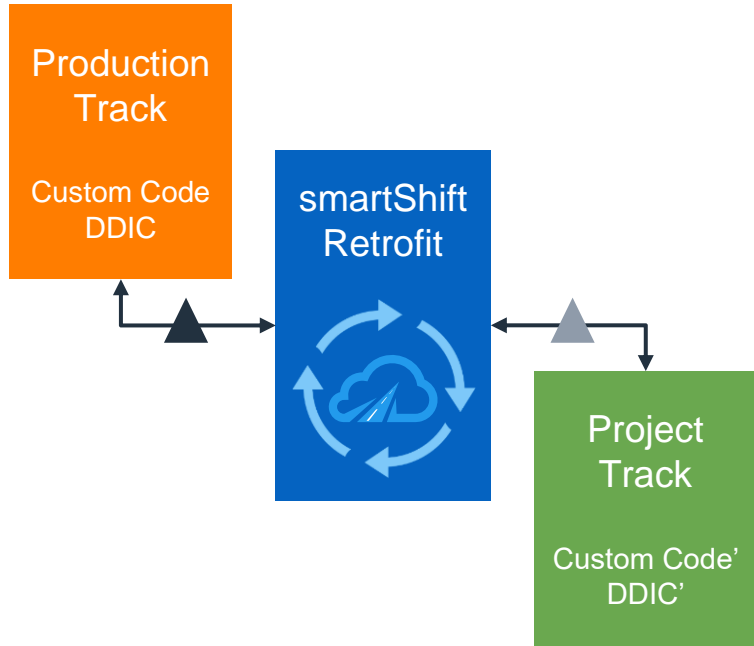 Production
Track
Custom Code
DDIC
smartShift
Retrofit
Project
Track
Custom Code’
DDIC’